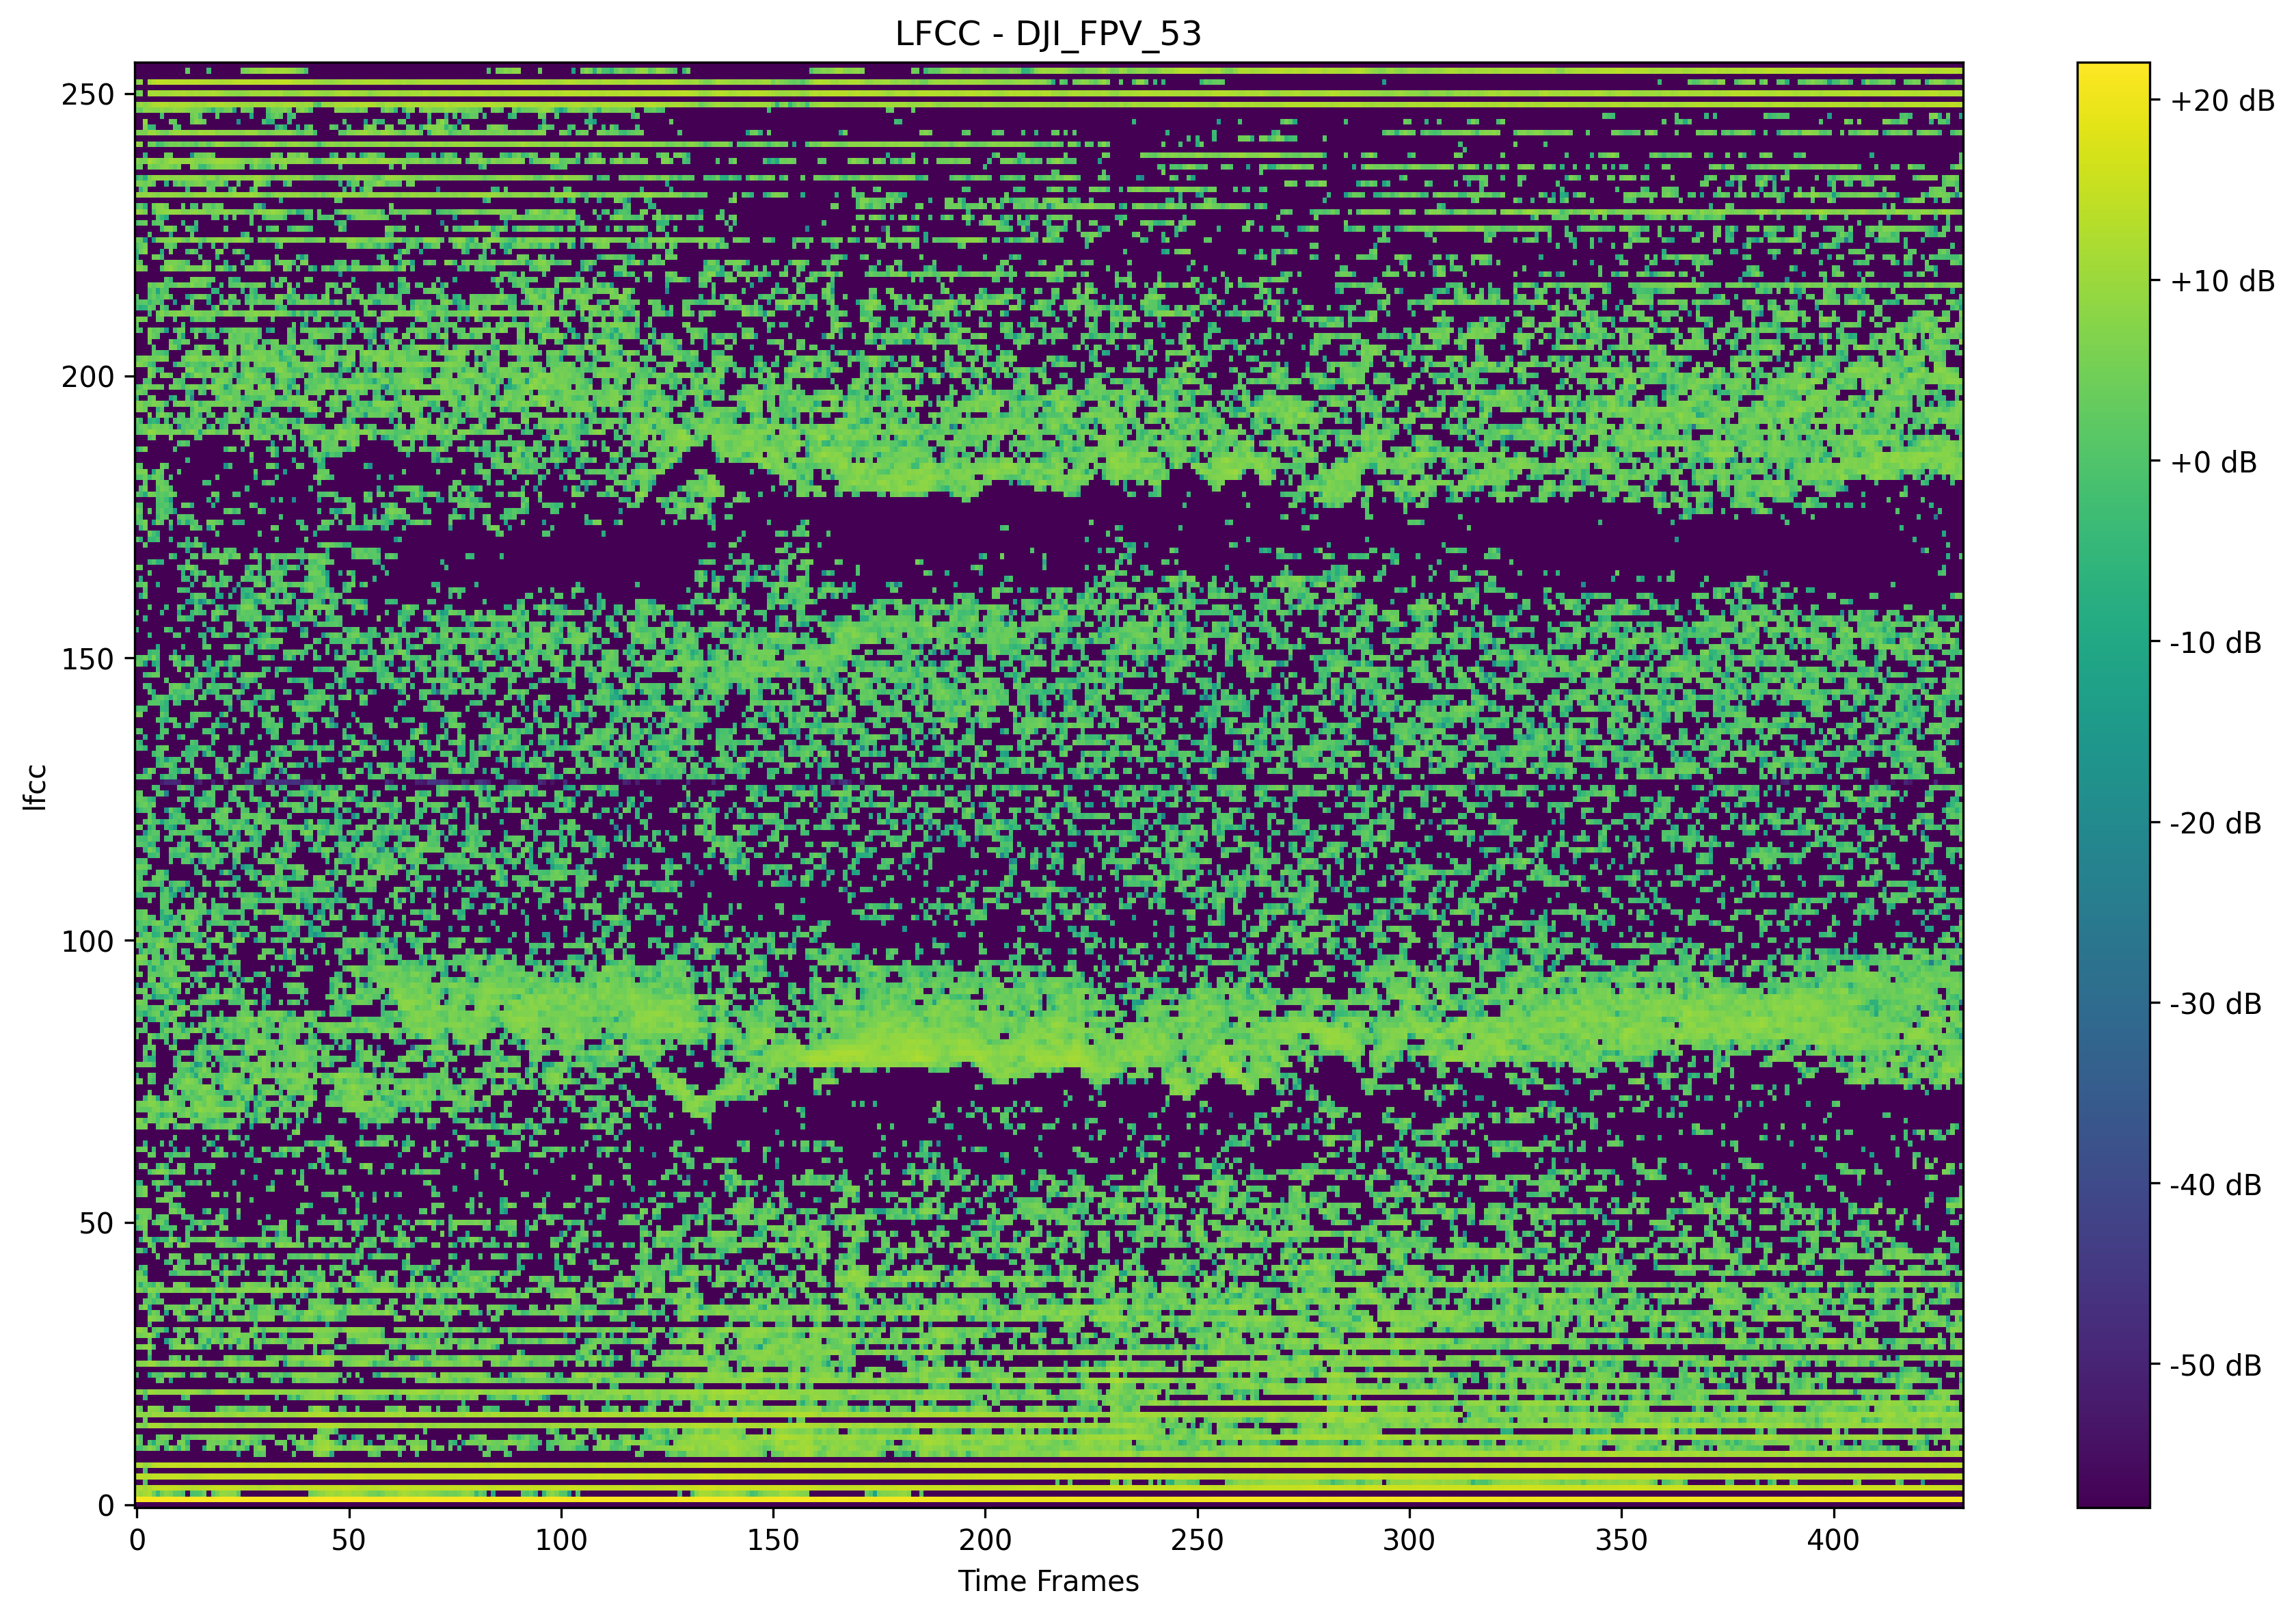 LFCC - DJI_FPV_53
250
200
150
100
50
0
lfcc
0 50 100 150 200 250 300 350 400
Time Frames
+20 dB
+10 dB
+0 dB
-10 dB
-20 dB
-30 dB
-40 dB
-50 dB